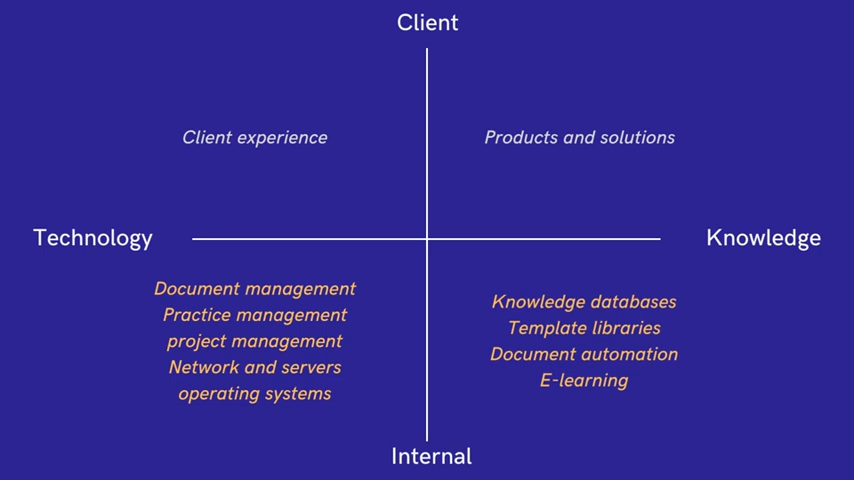 Client
Client experience
Products and solutions
Technology
Knowledge
Document management
Practice management
project management
Network and servers
operating systems
Knowledge databases
Template libraries
Document automation
E-learning
Internal